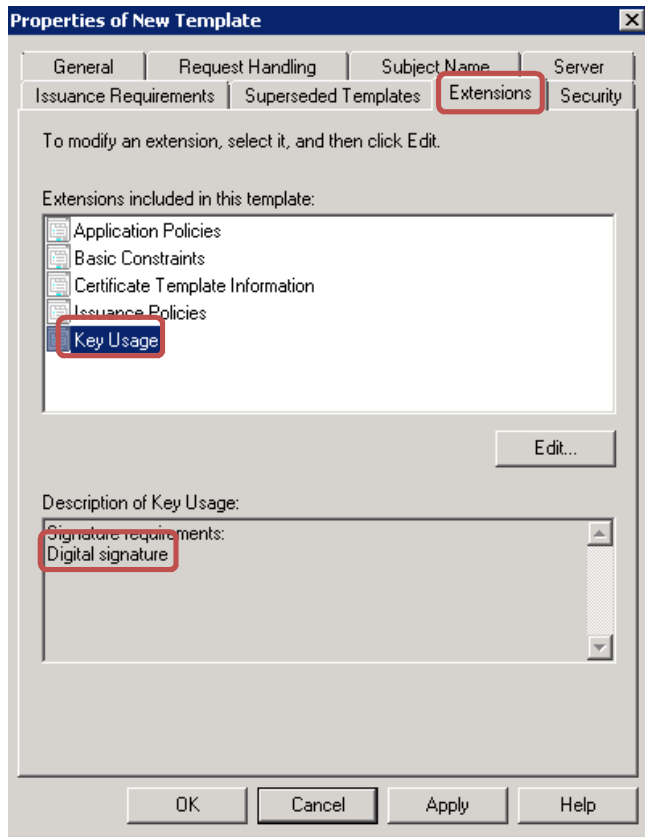 Properties of New Template
General Request Handling Subject Name Server
Issuance Requirements Superseded Templates Extensions Security
To modify an extension, select it, and then click Edit.
Extensions included in this template:
Application Policies
Basic Constraints
Certificate Template Information
Issuance Policies
Key Usage
Edit...
Description of Key Usage:
Signature requirements:
Digital signature
OK Cancel Apply Help